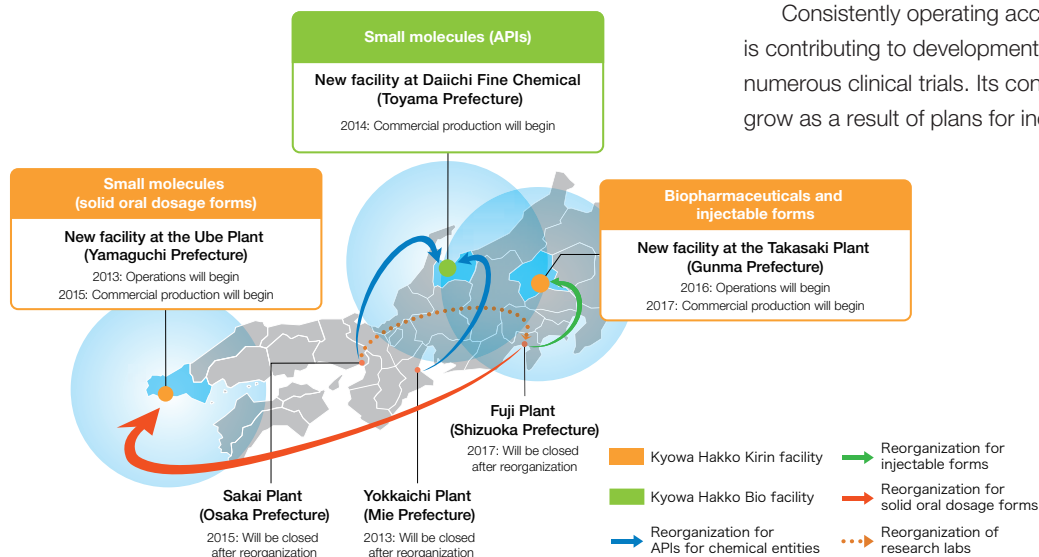 Consistently operating acc
is contributing to development
numerous clinical trials. Its con
grow as a result of plans for inc
Small molecules (APIs)
New facility at Daiichi Fine Chemical
(Toyama Prefecture)
2014: Commercial production will begin
Small molecules
(solid oral dosage forms)
New facility at the Ube Plant
(Yamaguchi Prefecture)
2013: Operations will begin
2015: Commercial production will begin
Biopharmaceuticals and
injectable forms
New facility at the Takasaki Plant
(Gunma Prefecture)
2016: Operations will begin
2017: Commercial production will begin
Fuji Plant
(Shizuoka Prefecture)
2017: Will be closed
after reorganization
Sakai Plant
(Osaka Prefecture)
2015: Will be closed
after reorganization
Yokkaichi Plant
(Mie Prefecture)
2013: Will be closed
after reorganization
Kyowa Hakko Kirin facility
Kyowa Hakko Bio facility
Reorganization for
APIs for chemical entities
Reorganization for
injectable forms
Reorganization for
solid oral dosage forms
Reorganization of
research labs